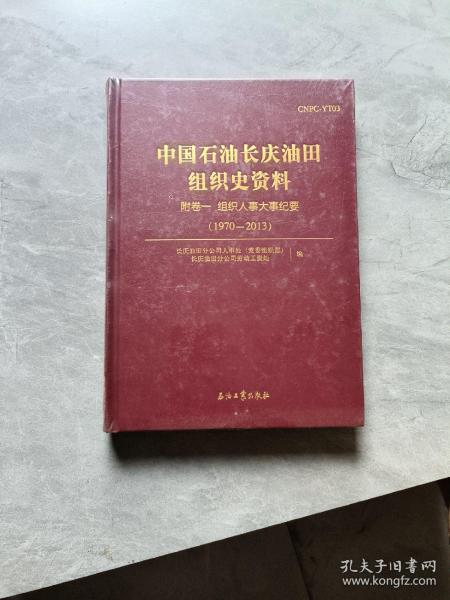 CNPC-YT03
中国石油长庆油田
组织史资料
附卷一 组织人事大事纪要
(1970—2013)
长庆油田分公司人事处(党委组织部)
长庆油田分公司劳动工资处
编
石油工业出版社
孔夫子旧书网
www.kongfz.com